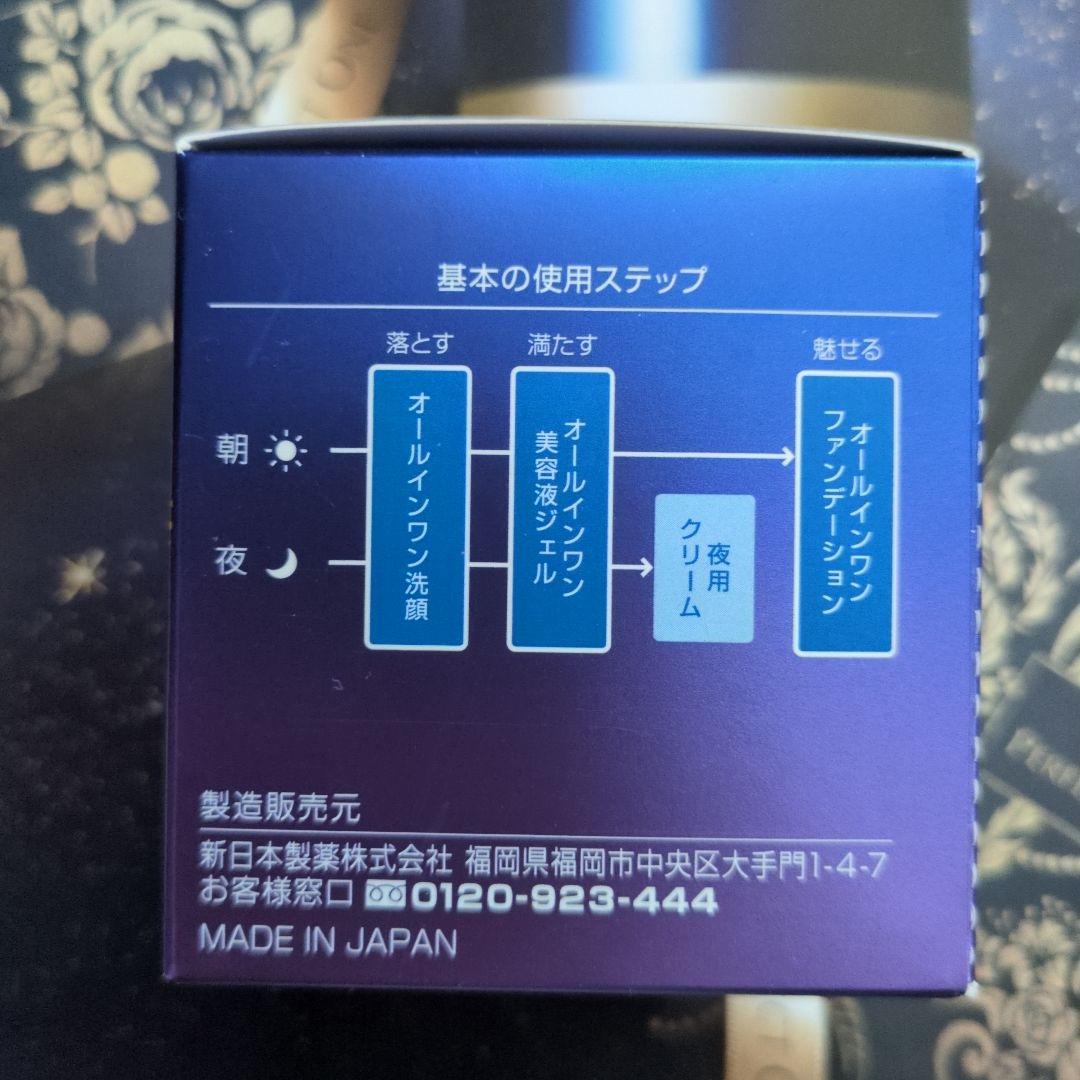 基本の使用ステップ
落とす
満たす
魅せる
朝
夜
オールインワン洗顔
オールインワン
美容液ジェル
夜用
クリーム
オールインワン
ファンデーション
製造販売元
新日本製薬株式会社 福岡県福岡市中央区大手門1-4-7
お客様窓口 0120-923-444
MADE IN JAPAN